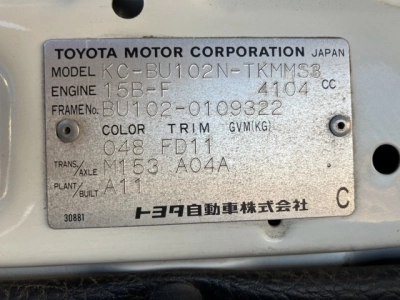 TOYOTA MOTOR CORPORATION JAPAN
MODEL KC-BU102N-TKMMS3
ENGINE 15B-F 4104 CC
FRAME No. BU102-0109322
COLOR TRIM GVM(KG)
048 FD11
TRANS./AXLE M153 A04A
PLANT/BUILT A11
30881 トヨタ自動車株式会社 C